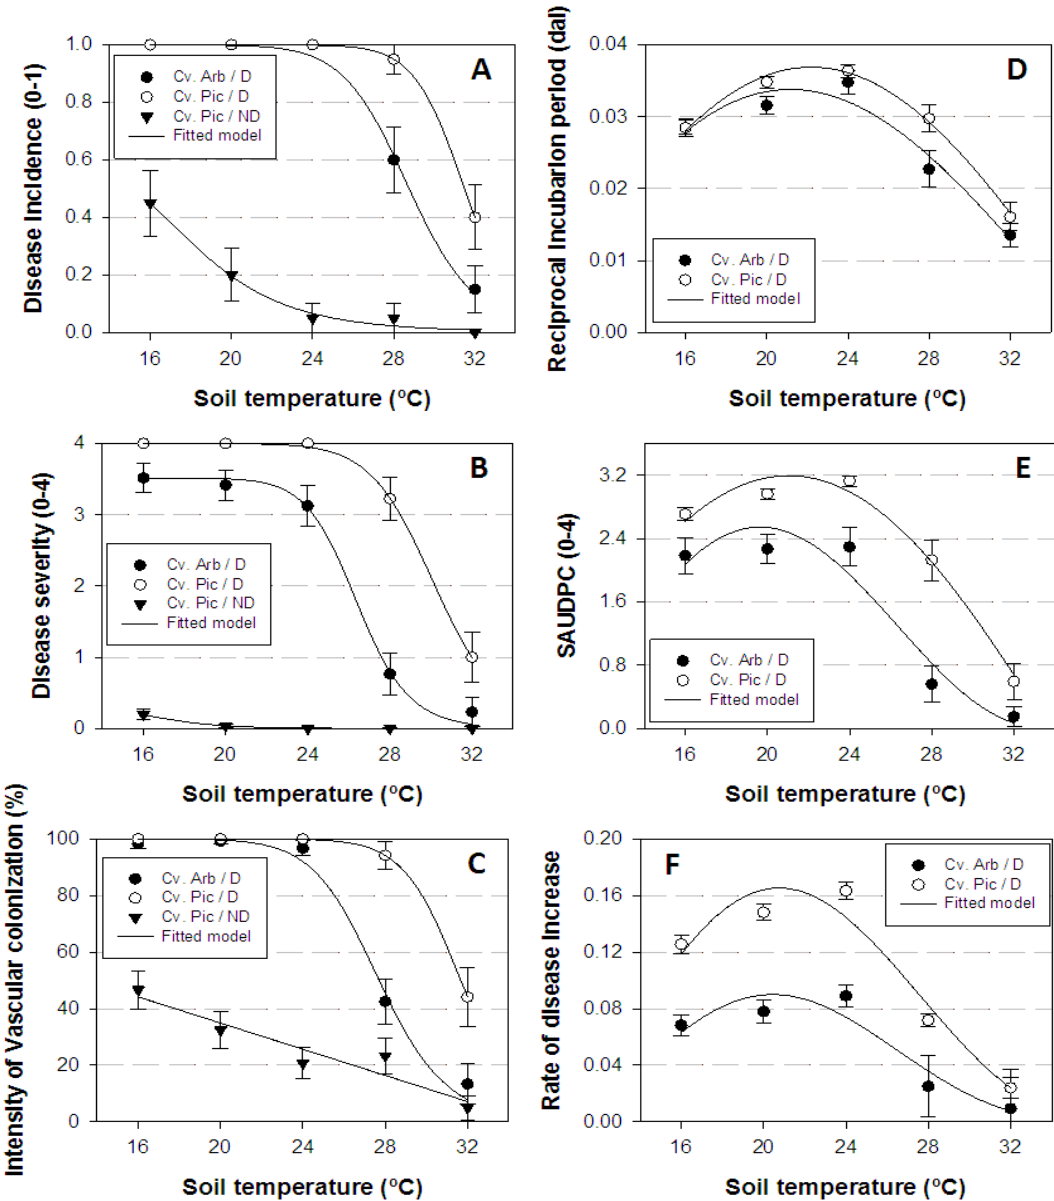 Disease Incidence (0-1)
1.0
0.8
0.6
0.4
0.2
0.0
A
Cv. Arb / D
Cv. Pic / D
Cv. Pic / ND
Fitted model
16 20 24 28 32
Soil temperature (ºC)
Reciprocal Incubarlon period (dal)
0.04
0.03
0.02
0.01
0.00
D
Cv. Arb / D
Cv. Pic / D
Fitted model
16 20 24 28 32
Soil temperature (ºC)
Disease severity (0-4)
4
3
2
1
0
B
Cv. Arb / D
Cv. Pic / D
Cv. Pic / ND
Fitted model
16 20 24 28 32
Soil temperature (ºC)
SAUDPC (0-4)
3.2
2.4
1.6
0.8
0.0
E
Cv. Arb / D
Cv. Pic / D
Fitted model
16 20 24 28 32
Soil temperature (ºC)
Intensity of Vascular colonization (%)
100
80
60
40
20
0
C
Cv. Arb / D
Cv. Pic / D
Cv. Pic / ND
Fitted model
16 20 24 28 32
Soil temperature (ºC)
Rate of disease Increase
0.20
0.16
0.12
0.08
0.04
0.00
F
Cv. Arb / D
Cv. Pic / D
Fitted model
16 20 24 28 32
Soil temperature (ºC)